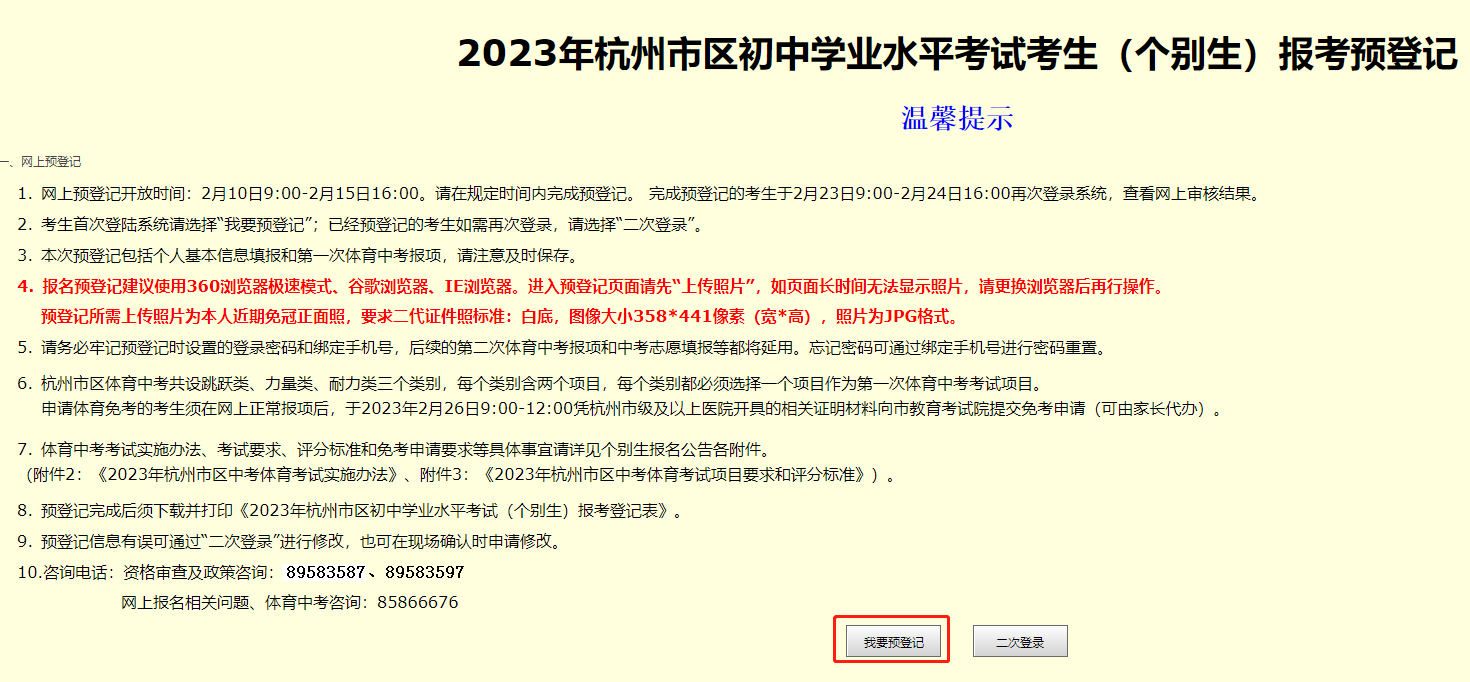 2023年杭州市区初中学业水平考试考生（个别生）报考预登记
温馨提示
一、网上预登记
1. 网上预登记开放时间：2月10日9:00-2月15日16:00。请在规定时间内完成预登记。 完成预登记的考生于2月23日9:00-2月24日16:00再次登录系统，查看网上审核结果。
2. 考生首次登陆系统请选择“我要预登记”；已经预登记的考生如需再次登录，请选择“二次登录”。
3. 本次预登记包括个人基本信息填报和第一次体育中考报项，请注意及时保存。
4. 报名预登记建议使用360浏览器极速模式、谷歌浏览器、IE浏览器。进入预登记页面请先“上传照片”，如页面长时间无法显示照片，请更换浏览器后再行操作。
预登记所需上传照片为本人近期免冠正面照，要求二代证件照标准：白底，图像大小358*441像素（宽*高），照片为JPG格式。
5. 请务必牢记预登记时设置的登录密码和绑定手机号，后续的第二次体育中考报项和中考志愿填报等都将延用。忘记密码可通过绑定手机号进行密码重置。
6. 杭州市区体育中考共设跳跃类、力量类、耐力类三个类别，每个类别含两个项目，每个类别都必须选择一个项目作为第一次体育中考考试项目。
申请体育免考的考生须在网上正常报项后，于2023年2月26日9:00-12:00凭杭州市级及以上医院开具的相关证明材料向市教育考试院提交免考申请（可由家长代办）。
7. 体育中考考试实施办法、考试要求、评分标准和免考申请要求等具体事宜请详见个别生报名公告各附件。
（附件2：《2023年杭州市区中考体育考试实施办法》、附件3：《2023年杭州市区中考体育考试项目要求和评分标准》）。
8. 预登记完成后须下载并打印《2023年杭州市区初中学业水平考试（个别生）报考登记表》。
9. 预登记信息有误可通过“二次登录”进行修改，也可在现场确认时申请修改。
10.咨询电话：资格审查及政策咨询：89583587、89583597
网上报名相关问题、体育中考咨询：85866676
我要预登记 二次登录